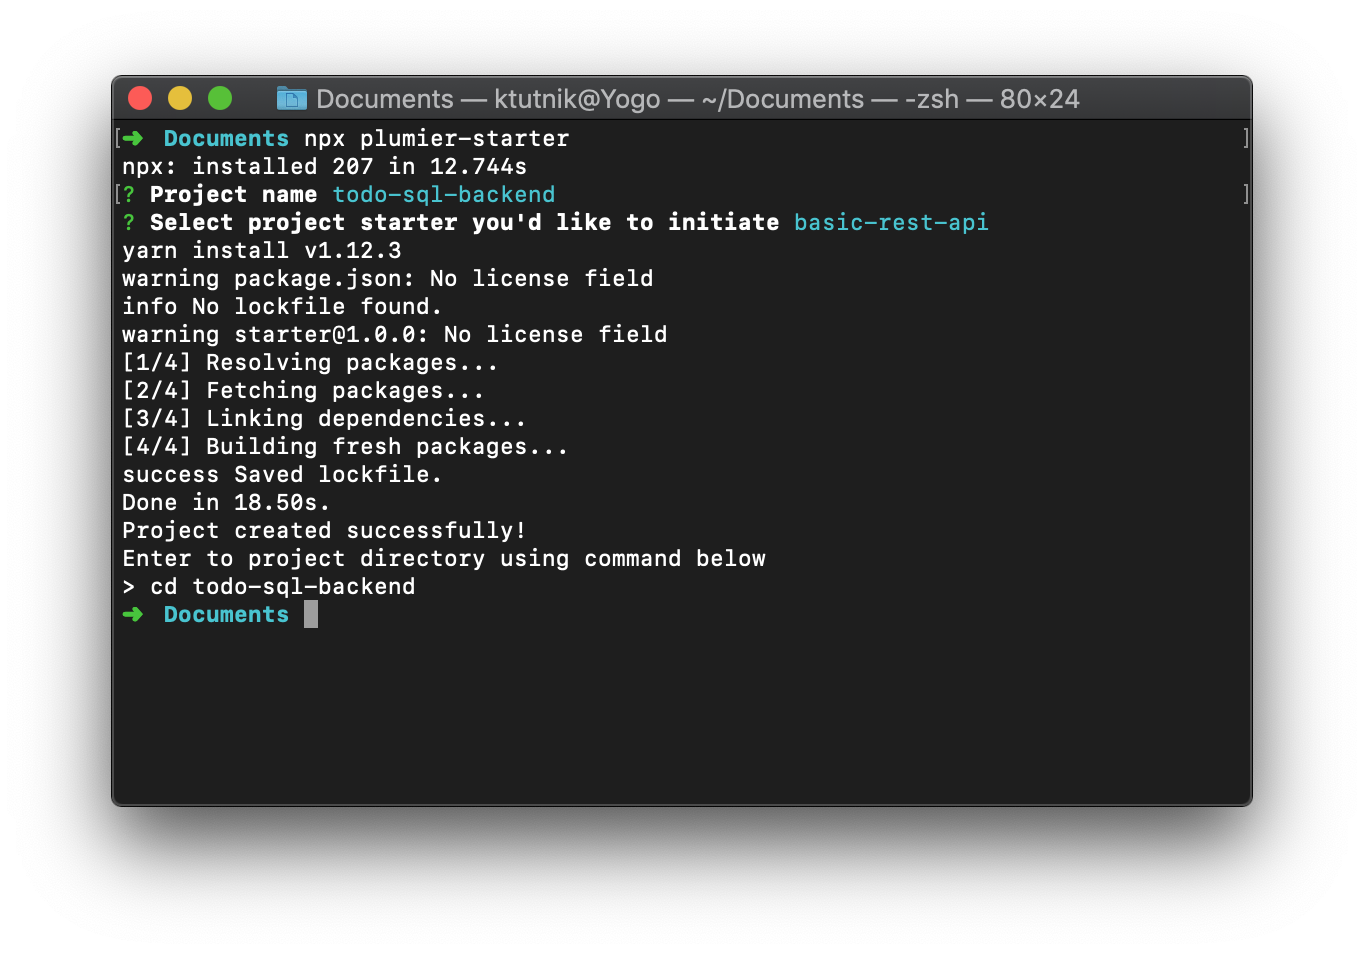 Documents — ktutnik@Yogo — ~/Documents — -zsh — 80×24
[➜ Documents npx plumier-starter ]
npx: installed 207 in 12.744s
[? Project name todo-sql-backend ]
? Select project starter you'd like to initiate basic-rest-api
yarn install v1.12.3
warning package.json: No license field
info No lockfile found.
warning starter@1.0.0: No license field
[1/4] Resolving packages...
[2/4] Fetching packages...
[3/4] Linking dependencies...
[4/4] Building fresh packages...
success Saved lockfile.
Done in 18.50s.
Project created successfully!
Enter to project directory using command below
> cd todo-sql-backend
➜ Documents